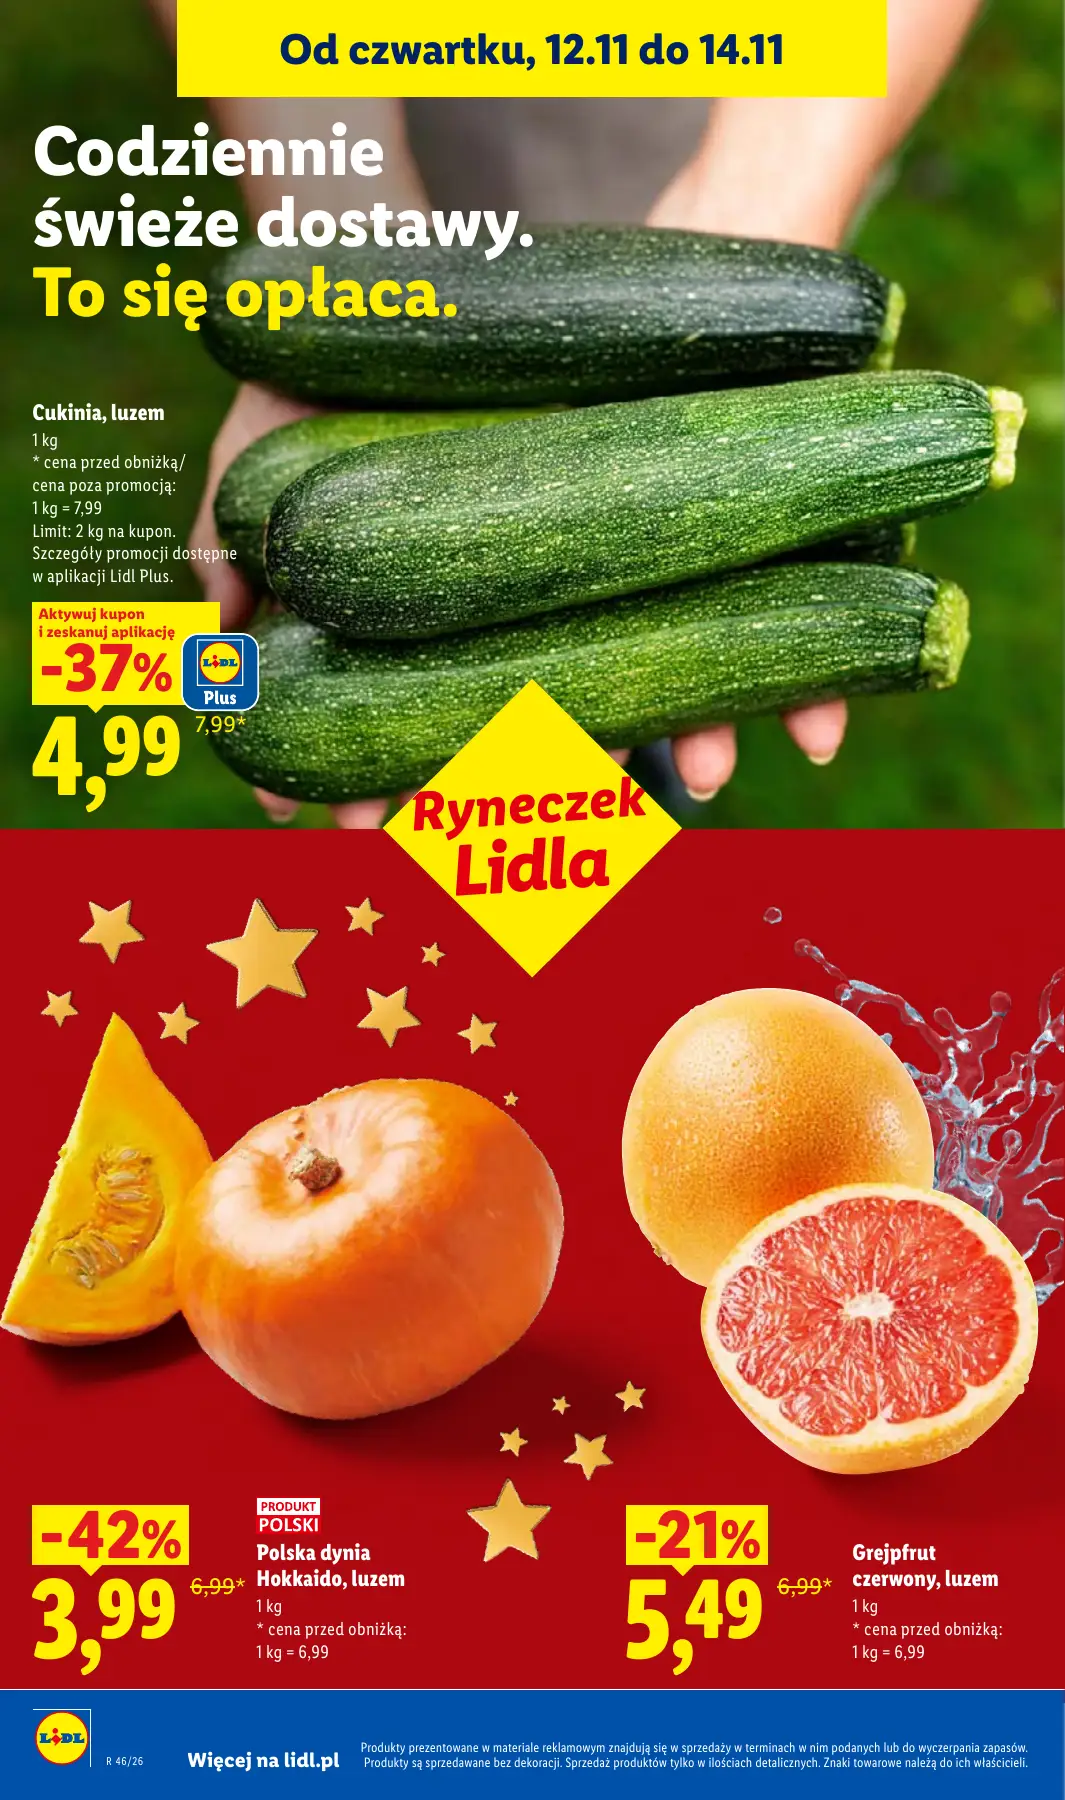 Od czwartku, 12.11 do 14.11
Codziennie
świeże dostawy.
To się opłaca.
Cukinia, luzem
1 kg
* cena przed obniżką/
cena poza promocją:
1 kg = 7,99
Limit: 2 kg na kupon.
Szczegóły promocji dostępne
w aplikacji Lidl Plus.
Aktywuj kupon
i zeskanuj aplikację
-37%
LIDL
Plus
7,99*
4,99
Ryneczek
Lidla
-42%
6,99*
3,99
PRODUKT
POLSKI
Polska dynia
Hokkaido, luzem
1 kg
* cena przed obniżką:
1 kg = 6,99
-21%
6,99*
5,49
Grejpfrut
czerwony, luzem
1 kg
* cena przed obniżką:
1 kg = 6,99
LIDL
R 46/26
Więcej na lidl.pl
Produkty prezentowane w materiale reklamowym znajdują się w sprzedaży w terminach w nim podanych lub do wyczerpania zapasów.
Produkty są sprzedawane bez dekoracji. Sprzedaż produktów tylko w ilościach detalicznych. Znaki towarowe należą do ich właścicieli.